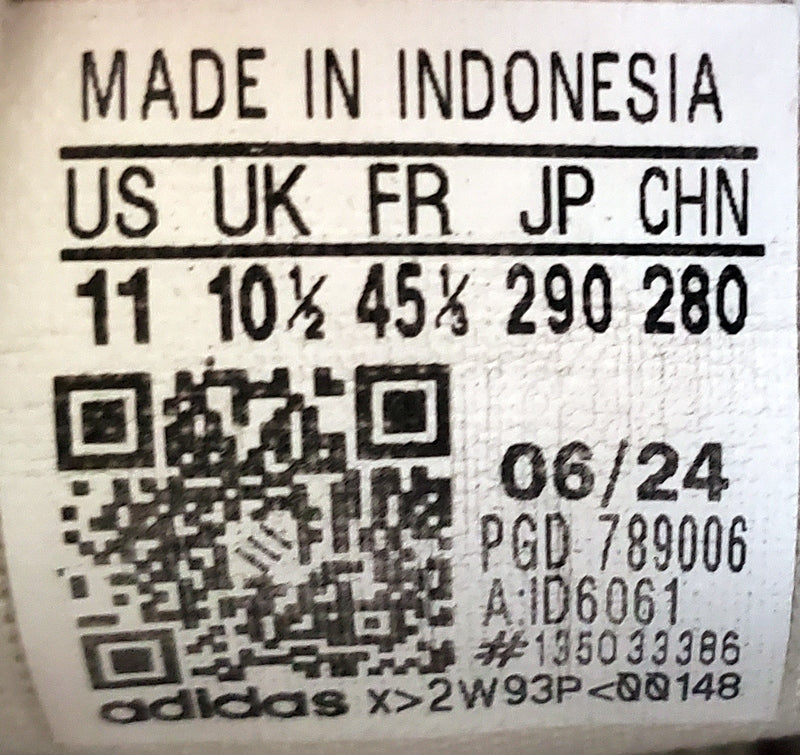 MADE IN INDONESIA
US UK FR JP CHN
11 10½ 45⅓ 290 280
06/24
PGD 789006
A:ID6061
#135033386
adidas X>2W93P<00148